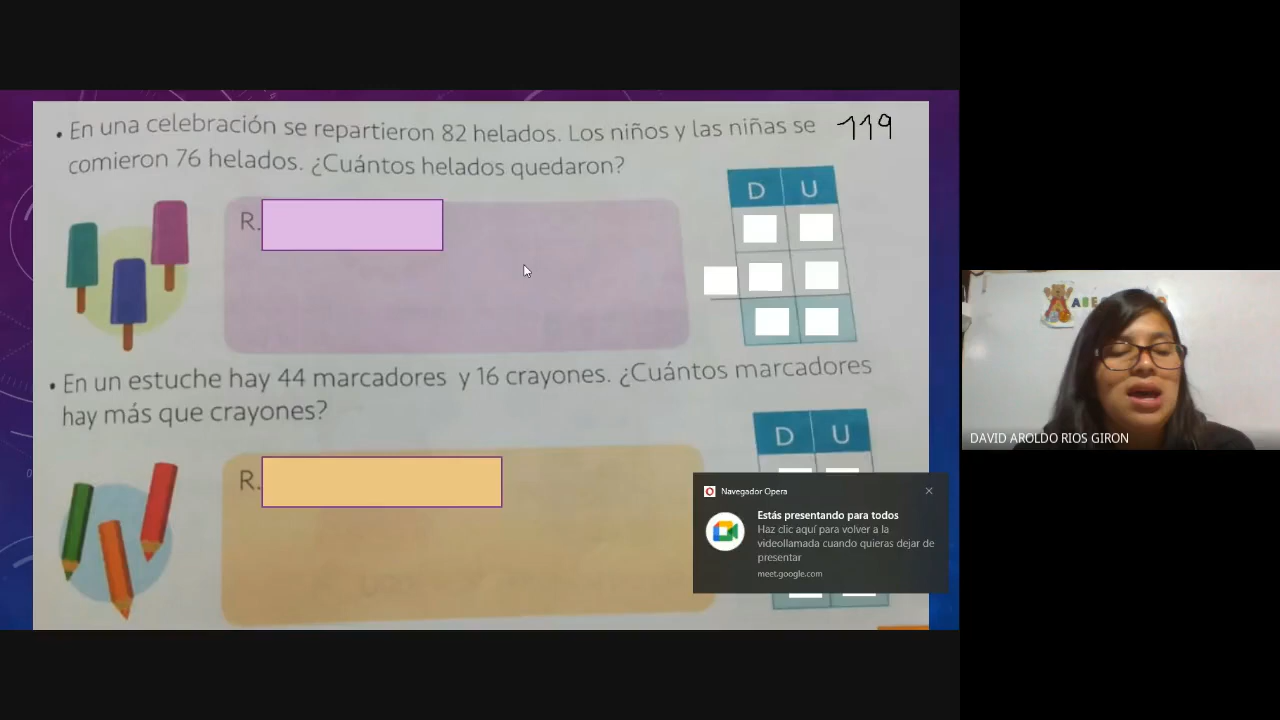 • En una celebración se repartieron 82 helados. Los niños y las niñas se
comieron 76 helados. ¿Cuántos helados quedaron?
119
R.
D U
• En un estuche hay 44 marcadores y 16 crayones. ¿Cuántos marcadores
hay más que crayones?
R.
D U
Navegador Opera
Estás presentando para todos
Haz clic aquí para volver a la
videollamada cuando quieras dejar de
presentar
meet.google.com
DAVID AROLDO RIOS GIRON